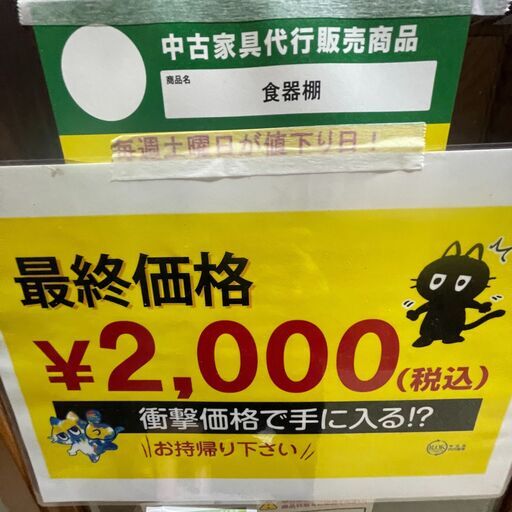 中古家具代行販売商品
商品名
食器棚
毎週土曜日が値下り日！
最終価格
¥2,000(税込)
衝撃価格で手に入る!?
\\お持帰り下さい//